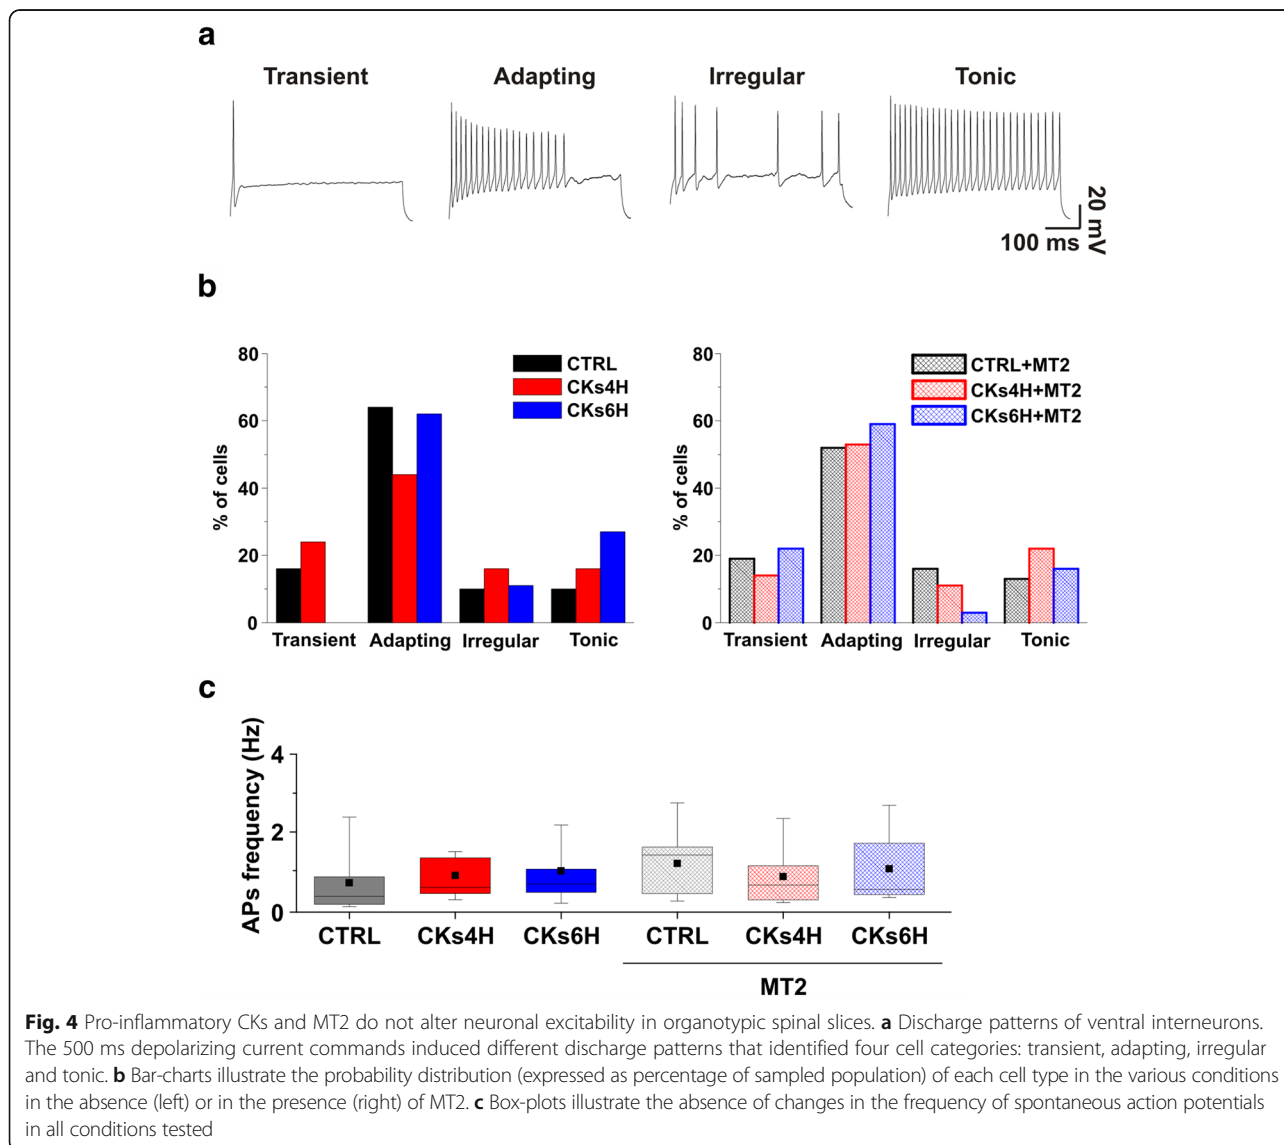 a
Transient Adapting Irregular Tonic
20 mV
100 ms
b
80
60
40
20
0
% of cells
CTRL
CKs4H
CKs6H
Transient Adapting Irregular Tonic
80
60
40
20
0
% of cells
CTRL+MT2
CKs4H+MT2
CKs6H+MT2
Transient Adapting Irregular Tonic
c
APs frequency (Hz)
4
2
0
CTRL CKs4H CKs6H CTRL CKs4H CKs6H
MT2
Fig. 4 Pro-inflammatory CKs and MT2 do not alter neuronal excitability in organotypic spinal slices. a Discharge patterns of ventral interneurons.
The 500 ms depolarizing current commands induced different discharge patterns that identified four cell categories: transient, adapting, irregular
and tonic. b Bar-charts illustrate the probability distribution (expressed as percentage of sampled population) of each cell type in the various conditions
in the absence (left) or in the presence (right) of MT2. c Box-plots illustrate the absence of changes in the frequency of spontaneous action potentials
in all conditions tested